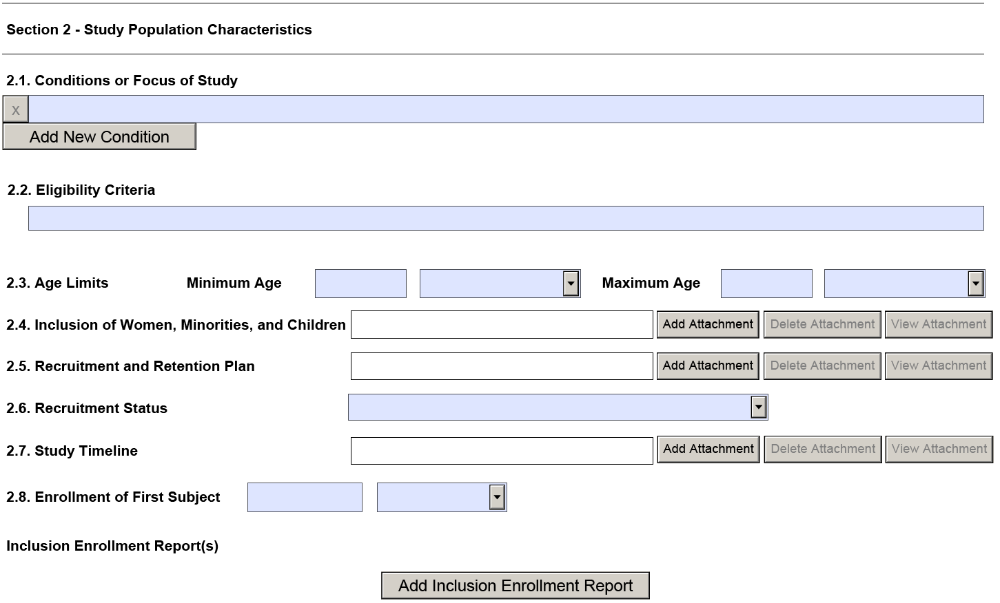 Section 2 - Study Population Characteristics
2.1. Conditions or Focus of Study
X
Add New Condition
2.2. Eligibility Criteria
2.3. Age Limits Minimum Age Maximum Age
2.4. Inclusion of Women, Minorities, and Children Add Attachment Delete Attachment View Attachment
2.5. Recruitment and Retention Plan Add Attachment Delete Attachment View Attachment
2.6. Recruitment Status
2.7. Study Timeline Add Attachment Delete Attachment View Attachment
2.8. Enrollment of First Subject
Inclusion Enrollment Report(s)
Add Inclusion Enrollment Report